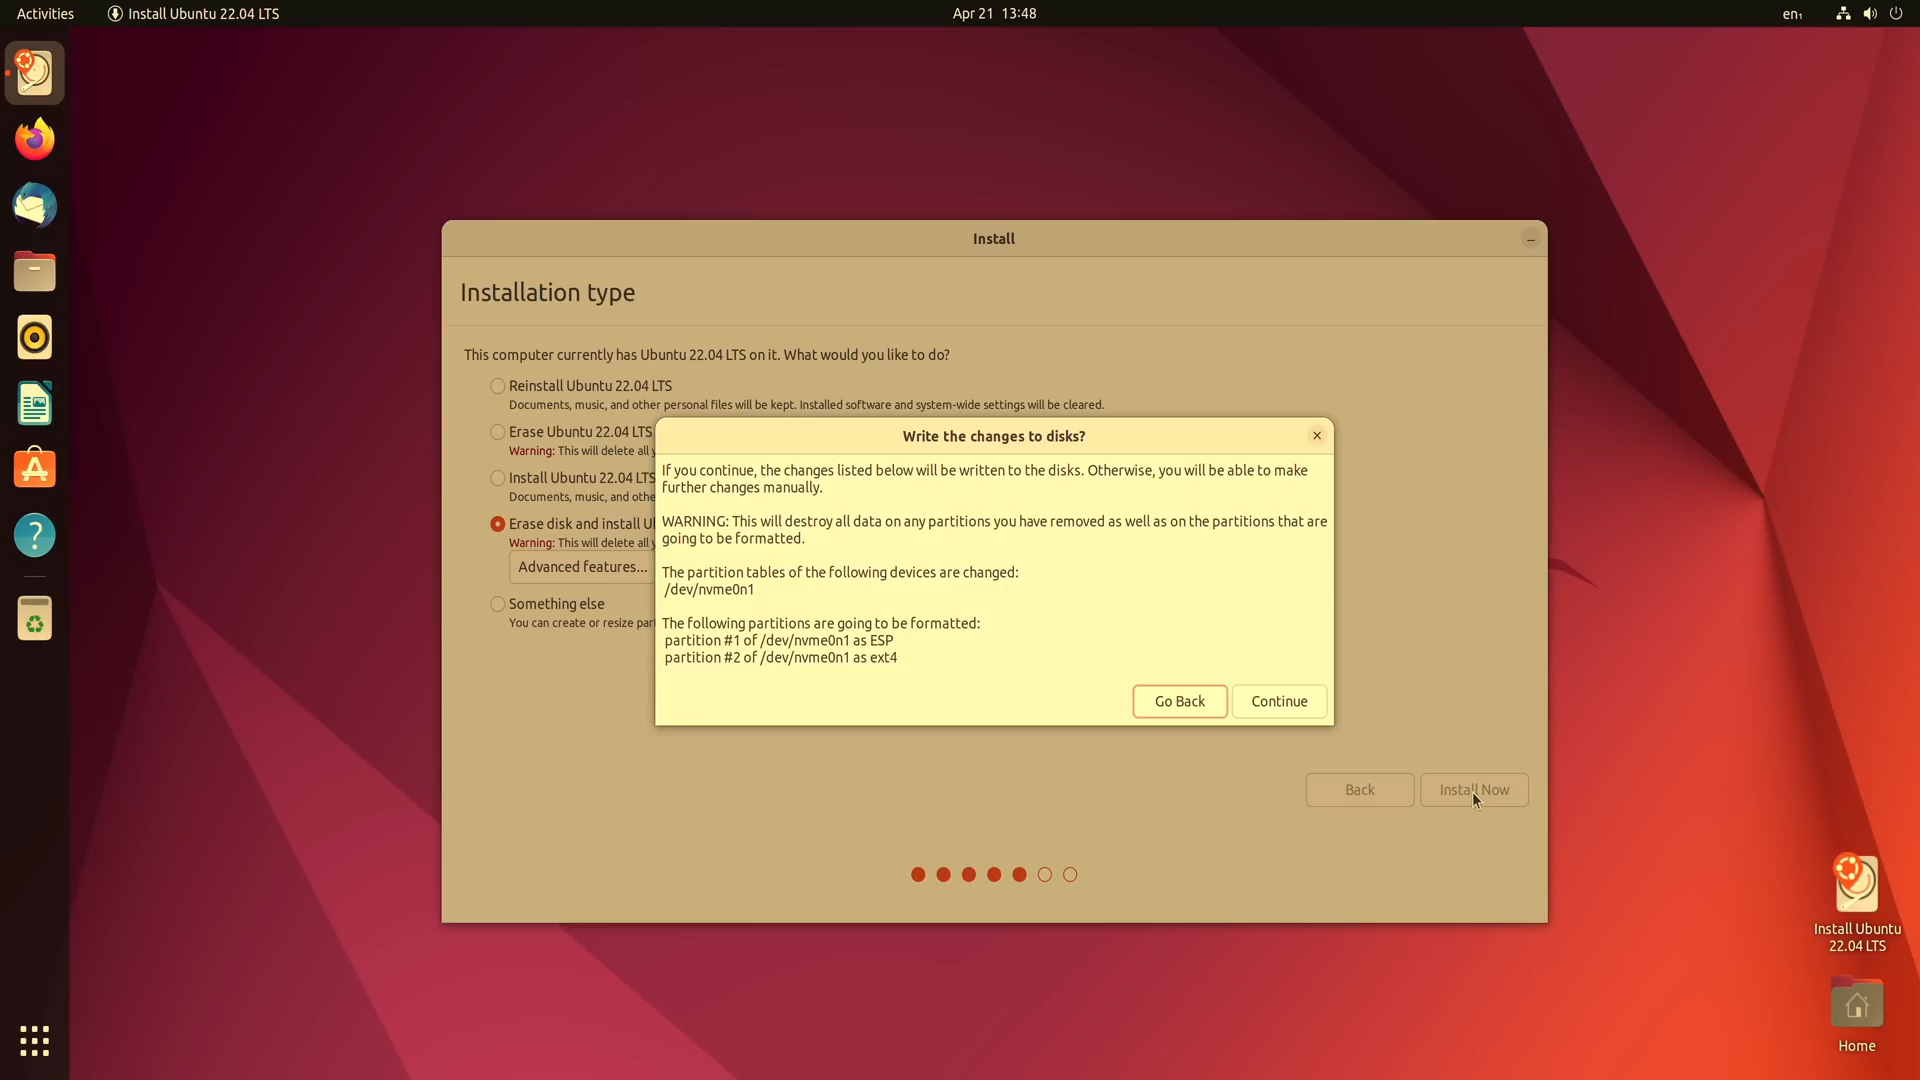 Activities
Install Ubuntu 22.04 LTS
Apr 21 13:48
en₁
Install
Installation type
This computer currently has Ubuntu 22.04 LTS on it. What would you like to do?
Reinstall Ubuntu 22.04 LTS
Documents, music, and other personal files will be kept. Installed software and system-wide settings will be cleared.
Erase Ubuntu 22.04 LTS
Warning: This will delete all
Install Ubuntu 22.04 LTS
Documents, music, and othe
Erase disk and install U
Warning: This will delete all
Advanced features...
Something else
You can create or resize par
Write the changes to disks?
If you continue, the changes listed below will be written to the disks. Otherwise, you will be able to make
further changes manually.
WARNING: This will destroy all data on any partitions you have removed as well as on the partitions that are
going to be formatted.
The partition tables of the following devices are changed:
/dev/nvme0n1
The following partitions are going to be formatted:
partition #1 of /dev/nvme0n1 as ESP
partition #2 of /dev/nvme0n1 as ext4
Go Back
Continue
Back
Install Now
Install Ubuntu
22.04 LTS
Home